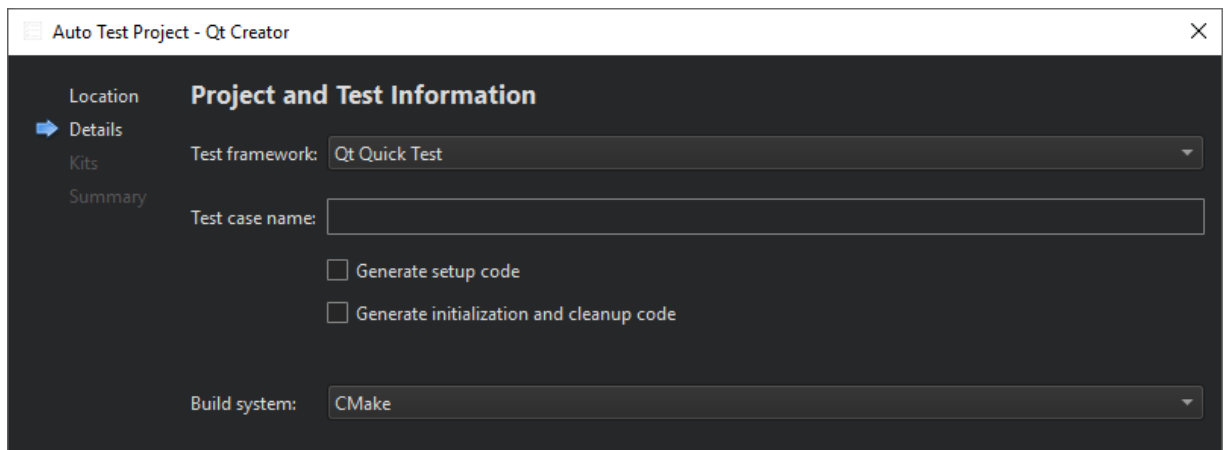 Auto Test Project - Qt Creator
Location
Details
Kits
Summary
Project and Test Information
Test framework: Qt Quick Test
Test case name:
Generate setup code
Generate initialization and cleanup code
Build system: CMake